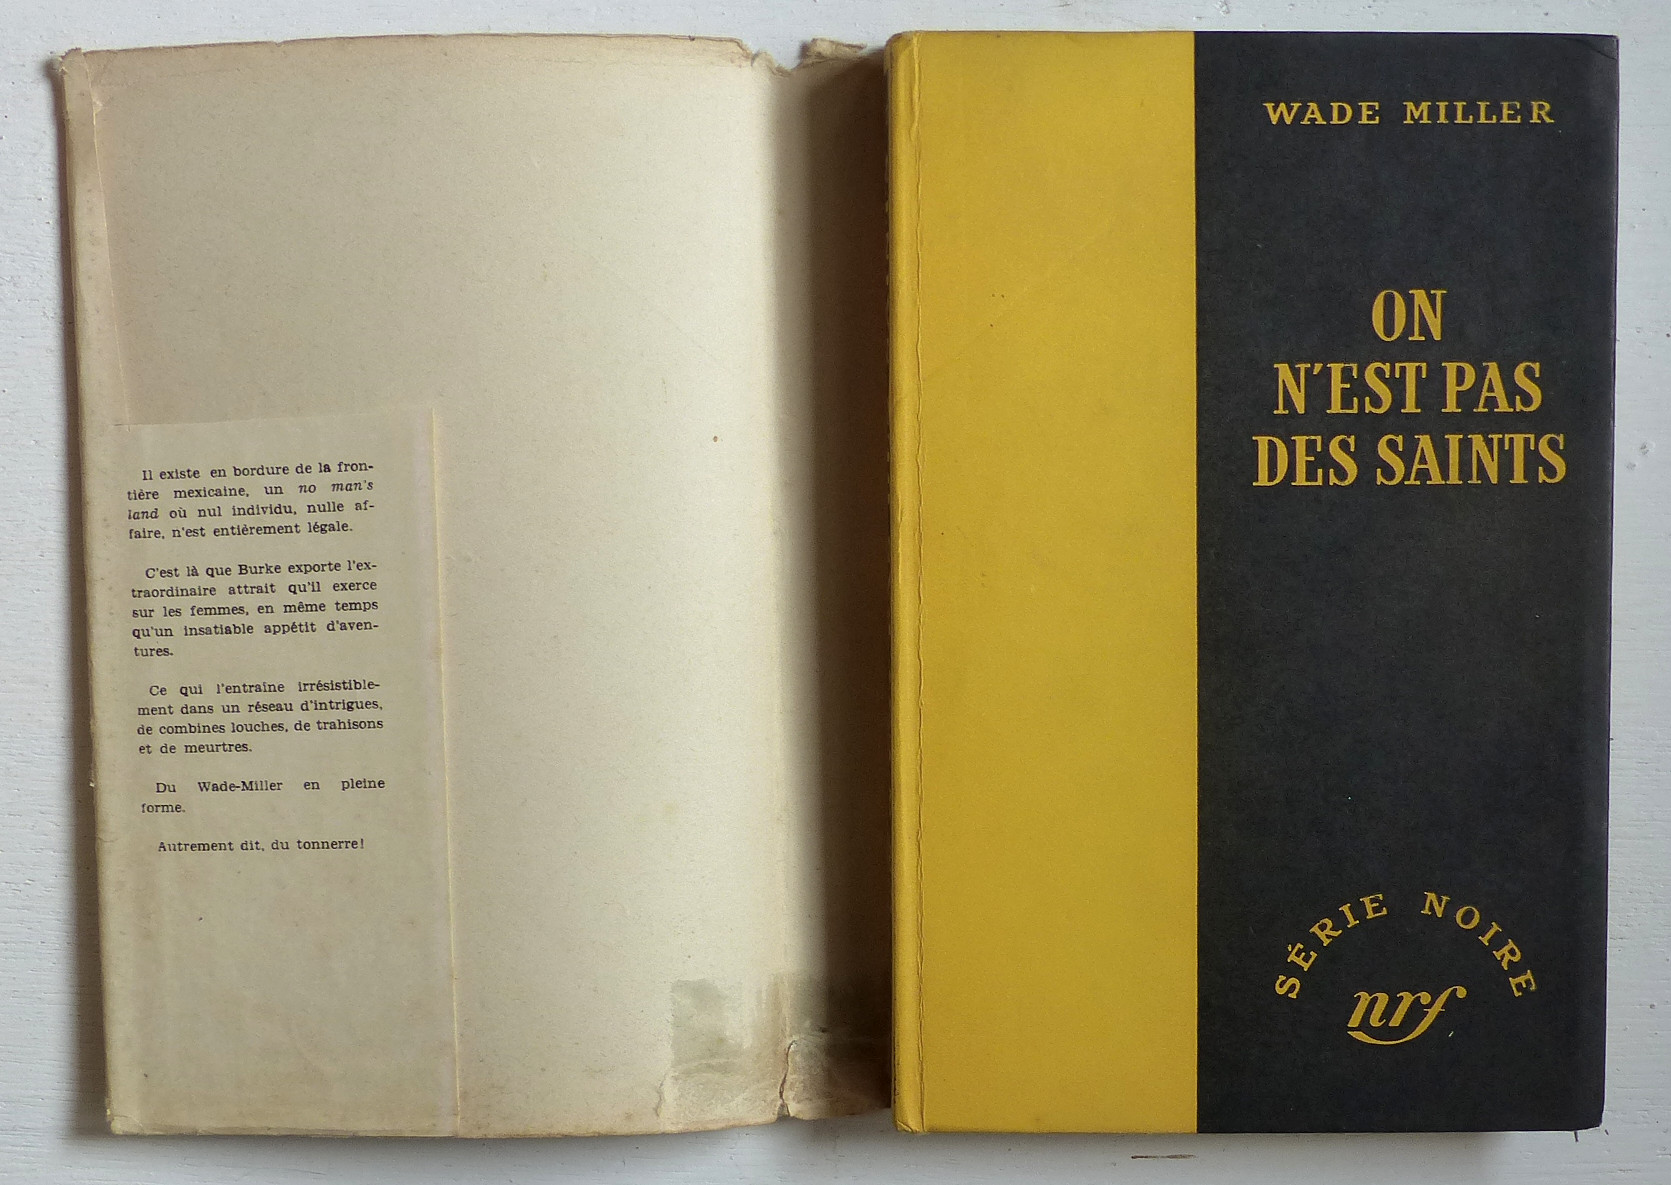 Il existe en bordure de la fron-
tière mexicaine, un no man's
land où nul individu, nulle af-
faire, n'est entièrement légale.
C'est là que Burke exporte l'ex-
traordinaire attrait qu'il exerce
sur les femmes, en même temps
qu'un insatiable appétit d'aven-
tures.
Ce qui l'entraîne irrésistible-
ment dans un réseau d'intrigues,
de combines louches, de trahisons
et de meurtres.
Du Wade-Miller en pleine
forme.
Autrement dit, du tonnerre!
WADE MILLER
ON
N'EST PAS
DES SAINTS
SÉRIE NOIRE
nrf